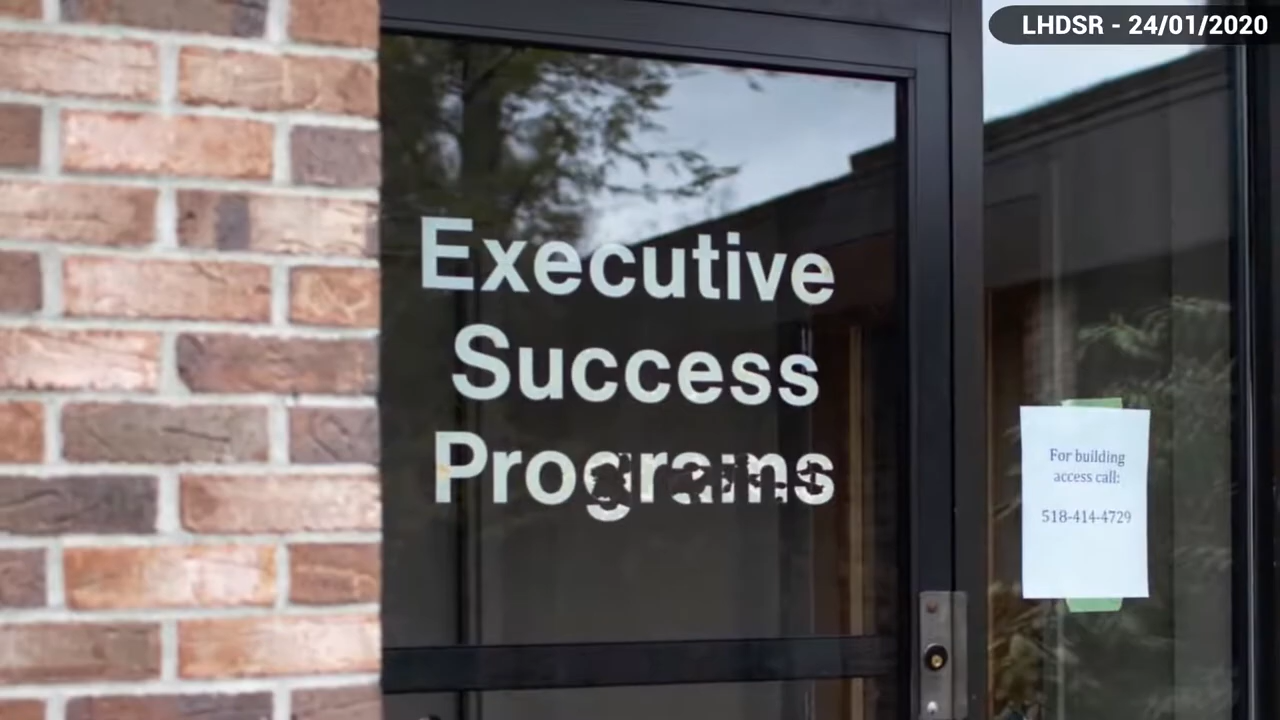 LHDSR - 24/01/2020
Executive
Success
Programs
For building
access call:
518-414-4729